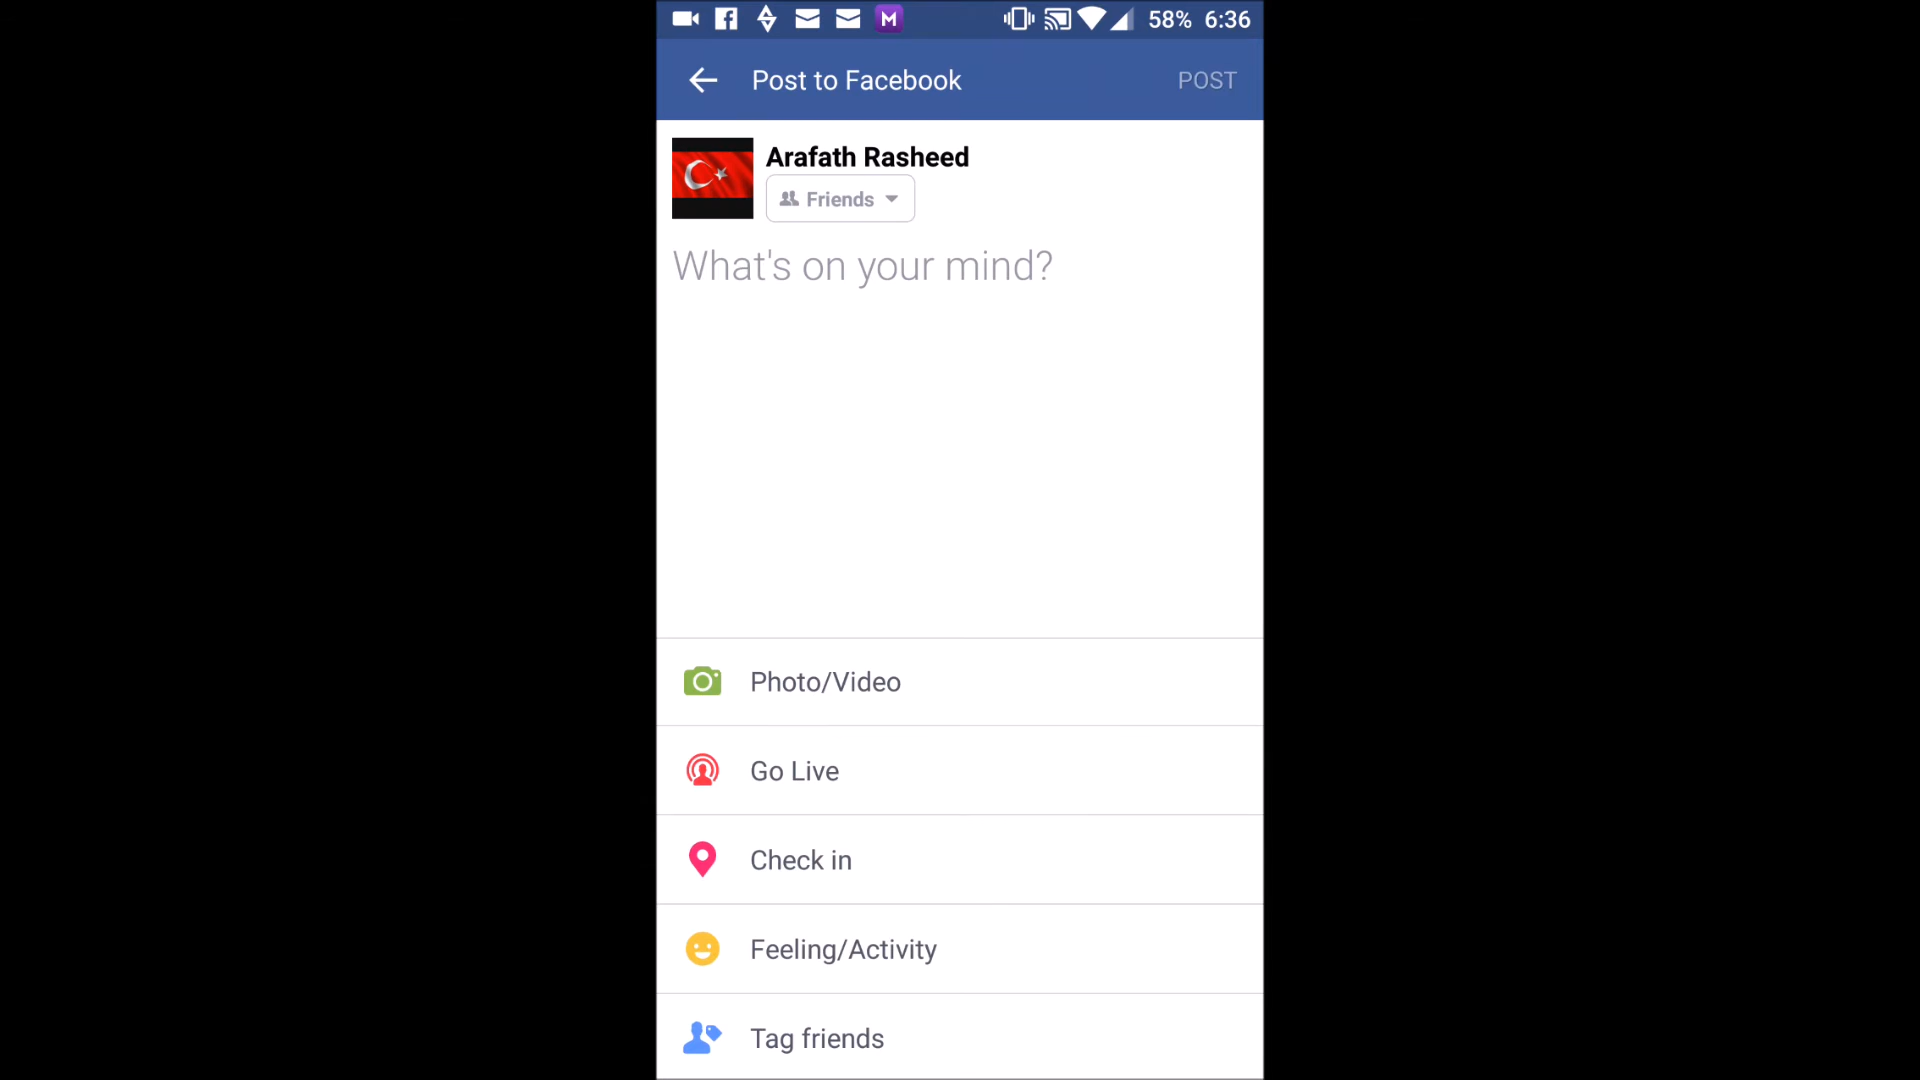 M 58% 6:36
Post to Facebook POST
Arafath Rasheed
Friends
What's on your mind?
Photo/Video
Go Live
Check in
Feeling/Activity
Tag friends